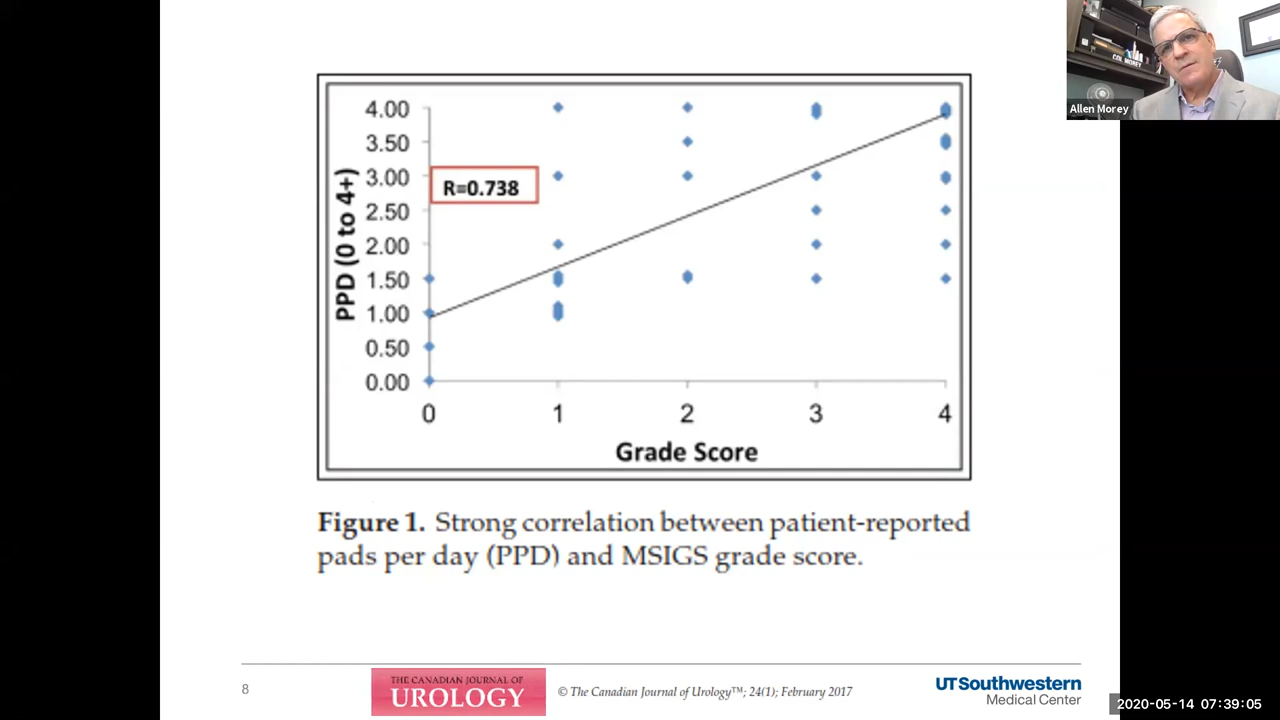 COL MOREY
Allen Morey
4.00
3.50
3.00
2.50
2.00
1.50
1.00
0.50
0.00
PPD (0 to 4+)
R=0.738
0 1 2 3 4
Grade Score
Figure 1. Strong correlation between patient-reported
pads per day (PPD) and MSIGS grade score.
8
THE CANADIAN JOURNAL OF
UROLOGY
© The Canadian Journal of Urology™; 24(1); February 2017
UTSouthwestern
Medical Center
2020-05-14 07:39:05